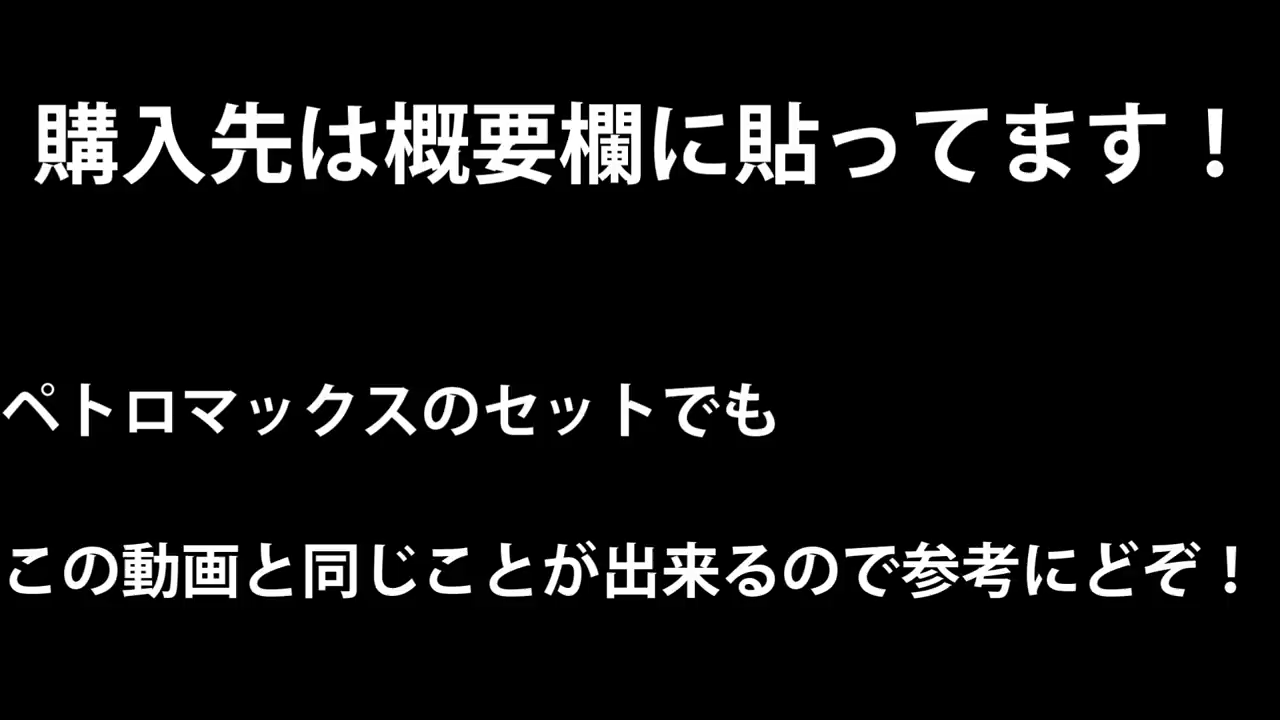 購入先は概要欄に貼ってます！
ペトロマックスのセットでも
この動画と同じことが出来るので参考にどぞ！